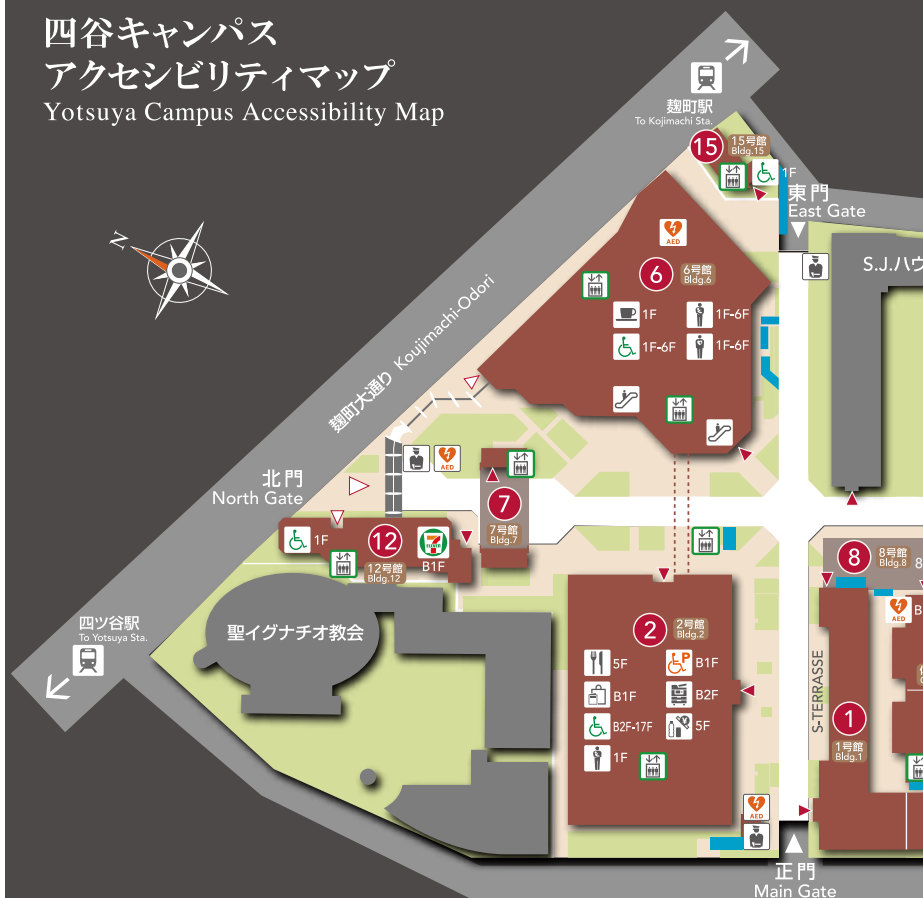 四谷キャンパス
アクセシビリティマップ
Yotsuya Campus Accessibility Map
麹町駅
To Kojimachi Sta.
15
15号館
Bldg.15
1F
東門
East Gate
N
AED
6
6号館
Bldg.6
S.J.ハウ
1F
1F-6F
1F-6F
1F-6F
麹町大通り Koujimachi-Odori
AED
北門
North Gate
7
7号館
Bldg.7
1F
12
12号館
Bldg.12
7
ELEVEN
B1F
8
8号館
Bldg.8
8
AED
B
四ツ谷駅
To Yotsuya Sta.
聖イグナチオ教会
2
2号館
Bldg.2
5F
P
B1F
B1F
B2F
B2F-17F
5F
1F
S-TERRASSE
1
1号館
Bldg.1
AED
正門
Main Gate